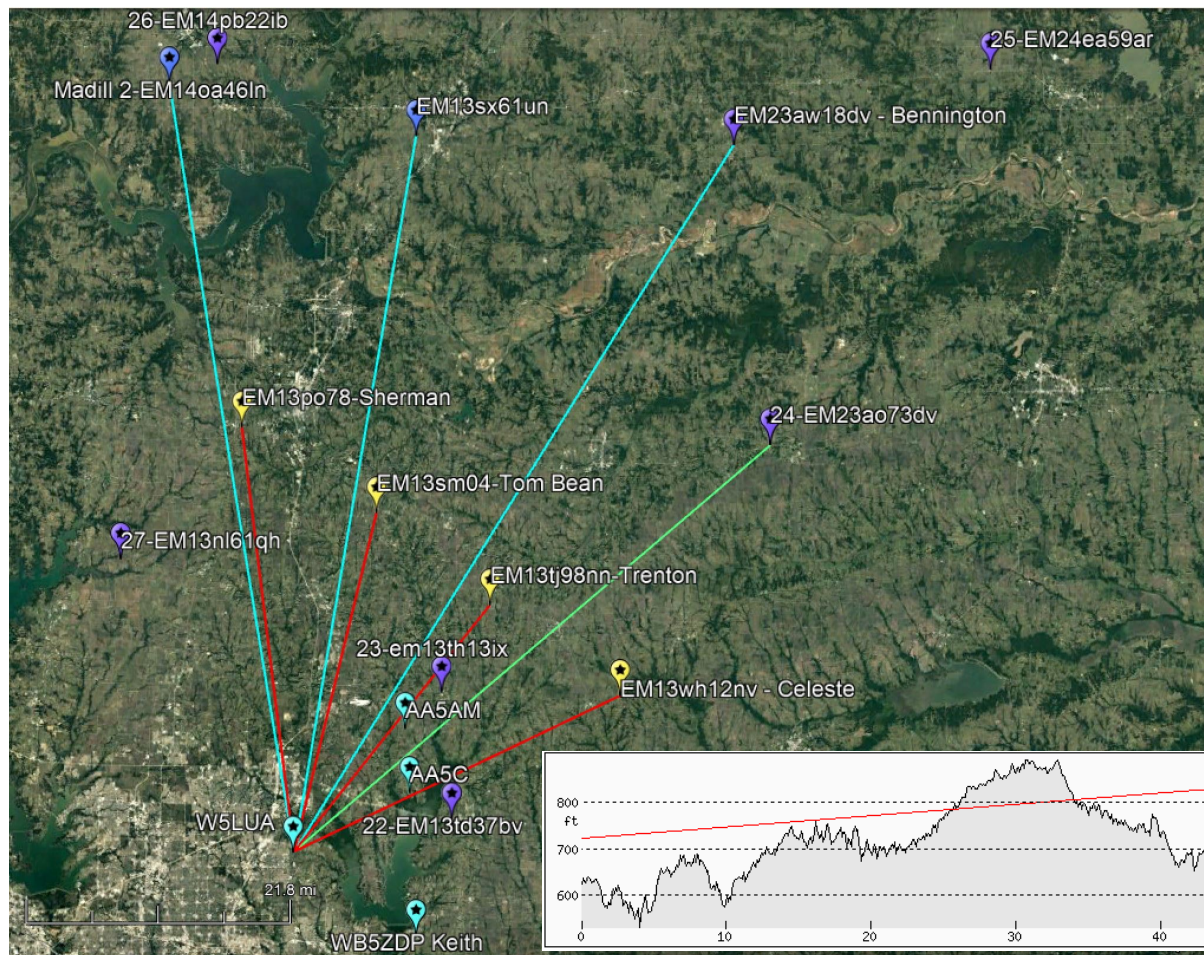 26-EM14pb22ib
25-EM24ea59ar
Madill 2-EM14oa46ln
EM13sx61un
EM23aw18dv - Bennington
EM13po78-Sherman
24-EM23ao73dv
EM13sm04-Tom Bean
27-EM13nl61qh
EM13tj98nn-Trenton
23-em13th13ix
EM13wh12nv - Celeste
AA5AM
AA5C
W5LUA
22-EM13td37bv
21.8 mi
WB5ZDP Keith
800
ft
700
600
0 10 20 30 40